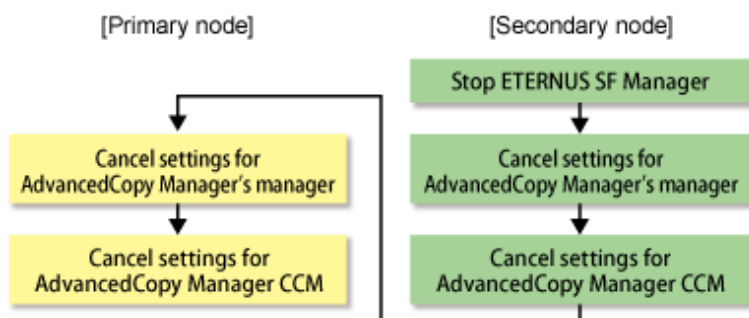 [Primary node]
[Secondary node]
Stop ETERNUS SF Manager
Cancel settings for
AdvancedCopy Manager's manager
Cancel settings for
AdvancedCopy Manager's manager
Cancel settings for
AdvancedCopy Manager CCM
Cancel settings for
AdvancedCopy Manager CCM